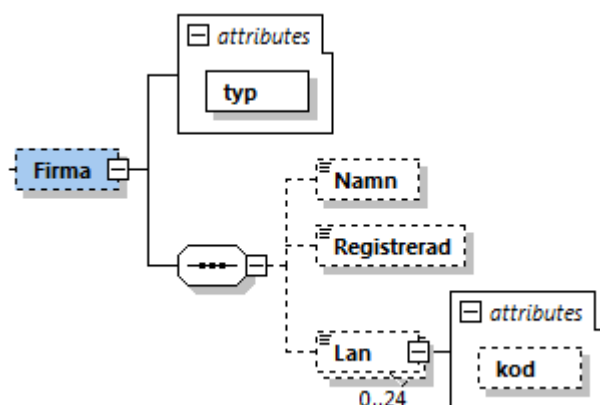 attributes
typ
Firma
Namn
Registrerad
attributes
Lan
kod
0..24